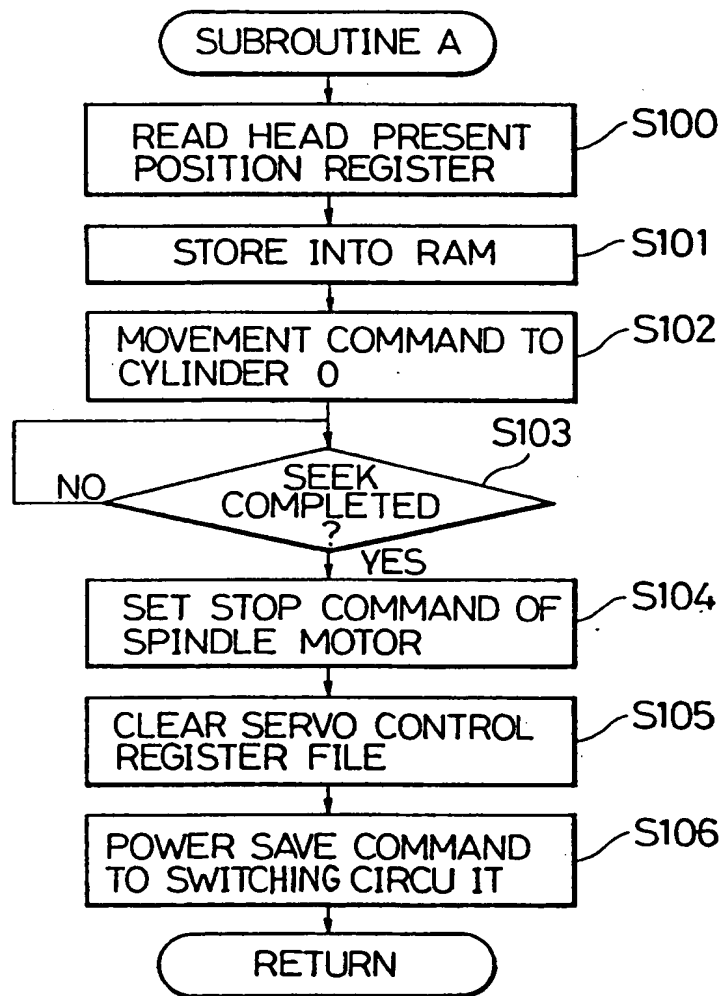 SUBROUTINE A
READ HEAD PRESENT
POSITION REGISTER
S100
STORE INTO RAM
S101
MOVEMENT COMMAND TO
CYLINDER 0
S102
S103
SEEK
COMPLETED
?
NO
YES
SET STOP COMMAND OF
SPINDLE MOTOR
S104
CLEAR SERVO CONTROL
REGISTER FILE
S105
POWER SAVE COMMAND
TO SWITCHING CIRCU IT
S106
RETURN